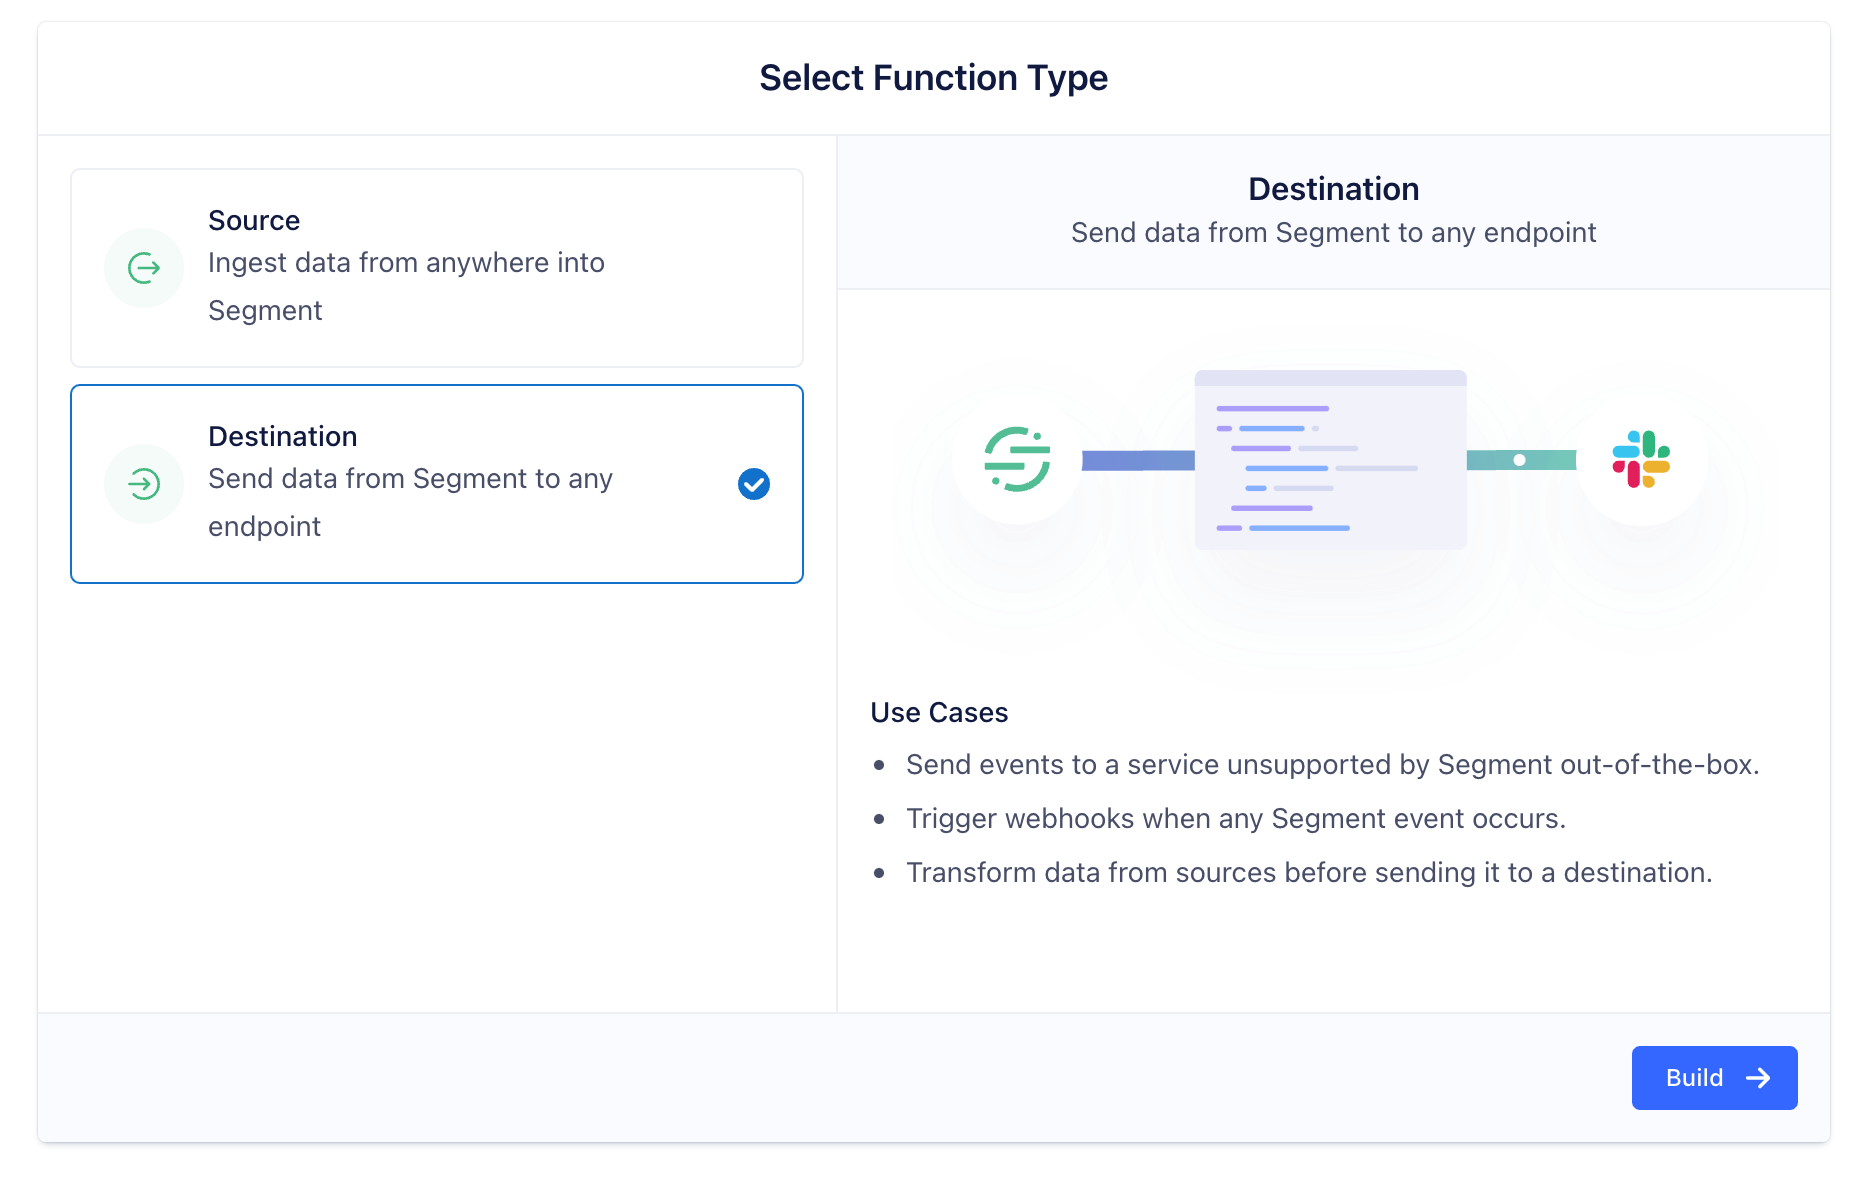 Select Function Type
Source
Ingest data from anywhere into
Segment
Destination
Send data from Segment to any
endpoint
Destination
Send data from Segment to any endpoint
Use Cases
• Send events to a service unsupported by Segment out-of-the-box.
• Trigger webhooks when any Segment event occurs.
• Transform data from sources before sending it to a destination.
Build →